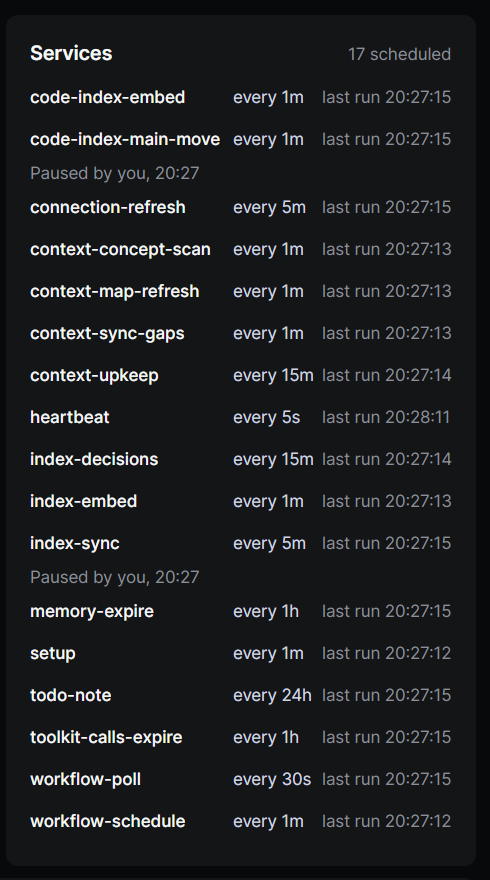 Services 17 scheduled
code-index-embed every 1m last run 20:27:15
code-index-main-move every 1m last run 20:27:15
Paused by you, 20:27
connection-refresh every 5m last run 20:27:15
context-concept-scan every 1m last run 20:27:13
context-map-refresh every 1m last run 20:27:13
context-sync-gaps every 1m last run 20:27:13
context-upkeep every 15m last run 20:27:14
heartbeat every 5s last run 20:28:11
index-decisions every 15m last run 20:27:14
index-embed every 1m last run 20:27:13
index-sync every 5m last run 20:27:15
Paused by you, 20:27
memory-expire every 1h last run 20:27:15
setup every 1m last run 20:27:12
todo-note every 24h last run 20:27:15
toolkit-calls-expire every 1h last run 20:27:15
workflow-poll every 30s last run 20:27:15
workflow-schedule every 1m last run 20:27:12